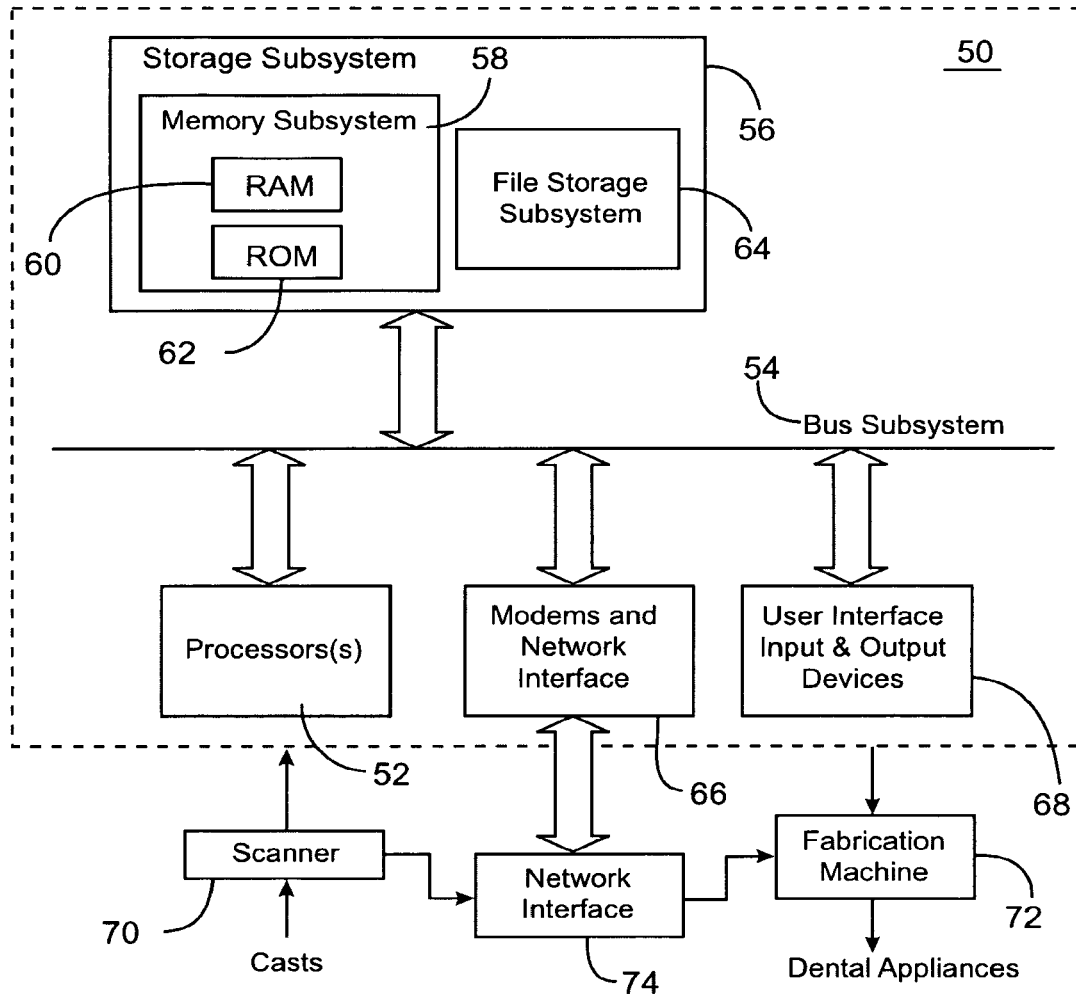 Storage Subsystem
58
50
Memory Subsystem
56
RAM
File Storage
Subsystem
60
ROM
64
62
54
Bus Subsystem
Processors(s)
Modems and
Network
Interface
User Interface
Input & Output
Devices
52
66
68
Scanner
Network
Interface
Fabrication
Machine
70
72
Casts
74
Dental Appliances